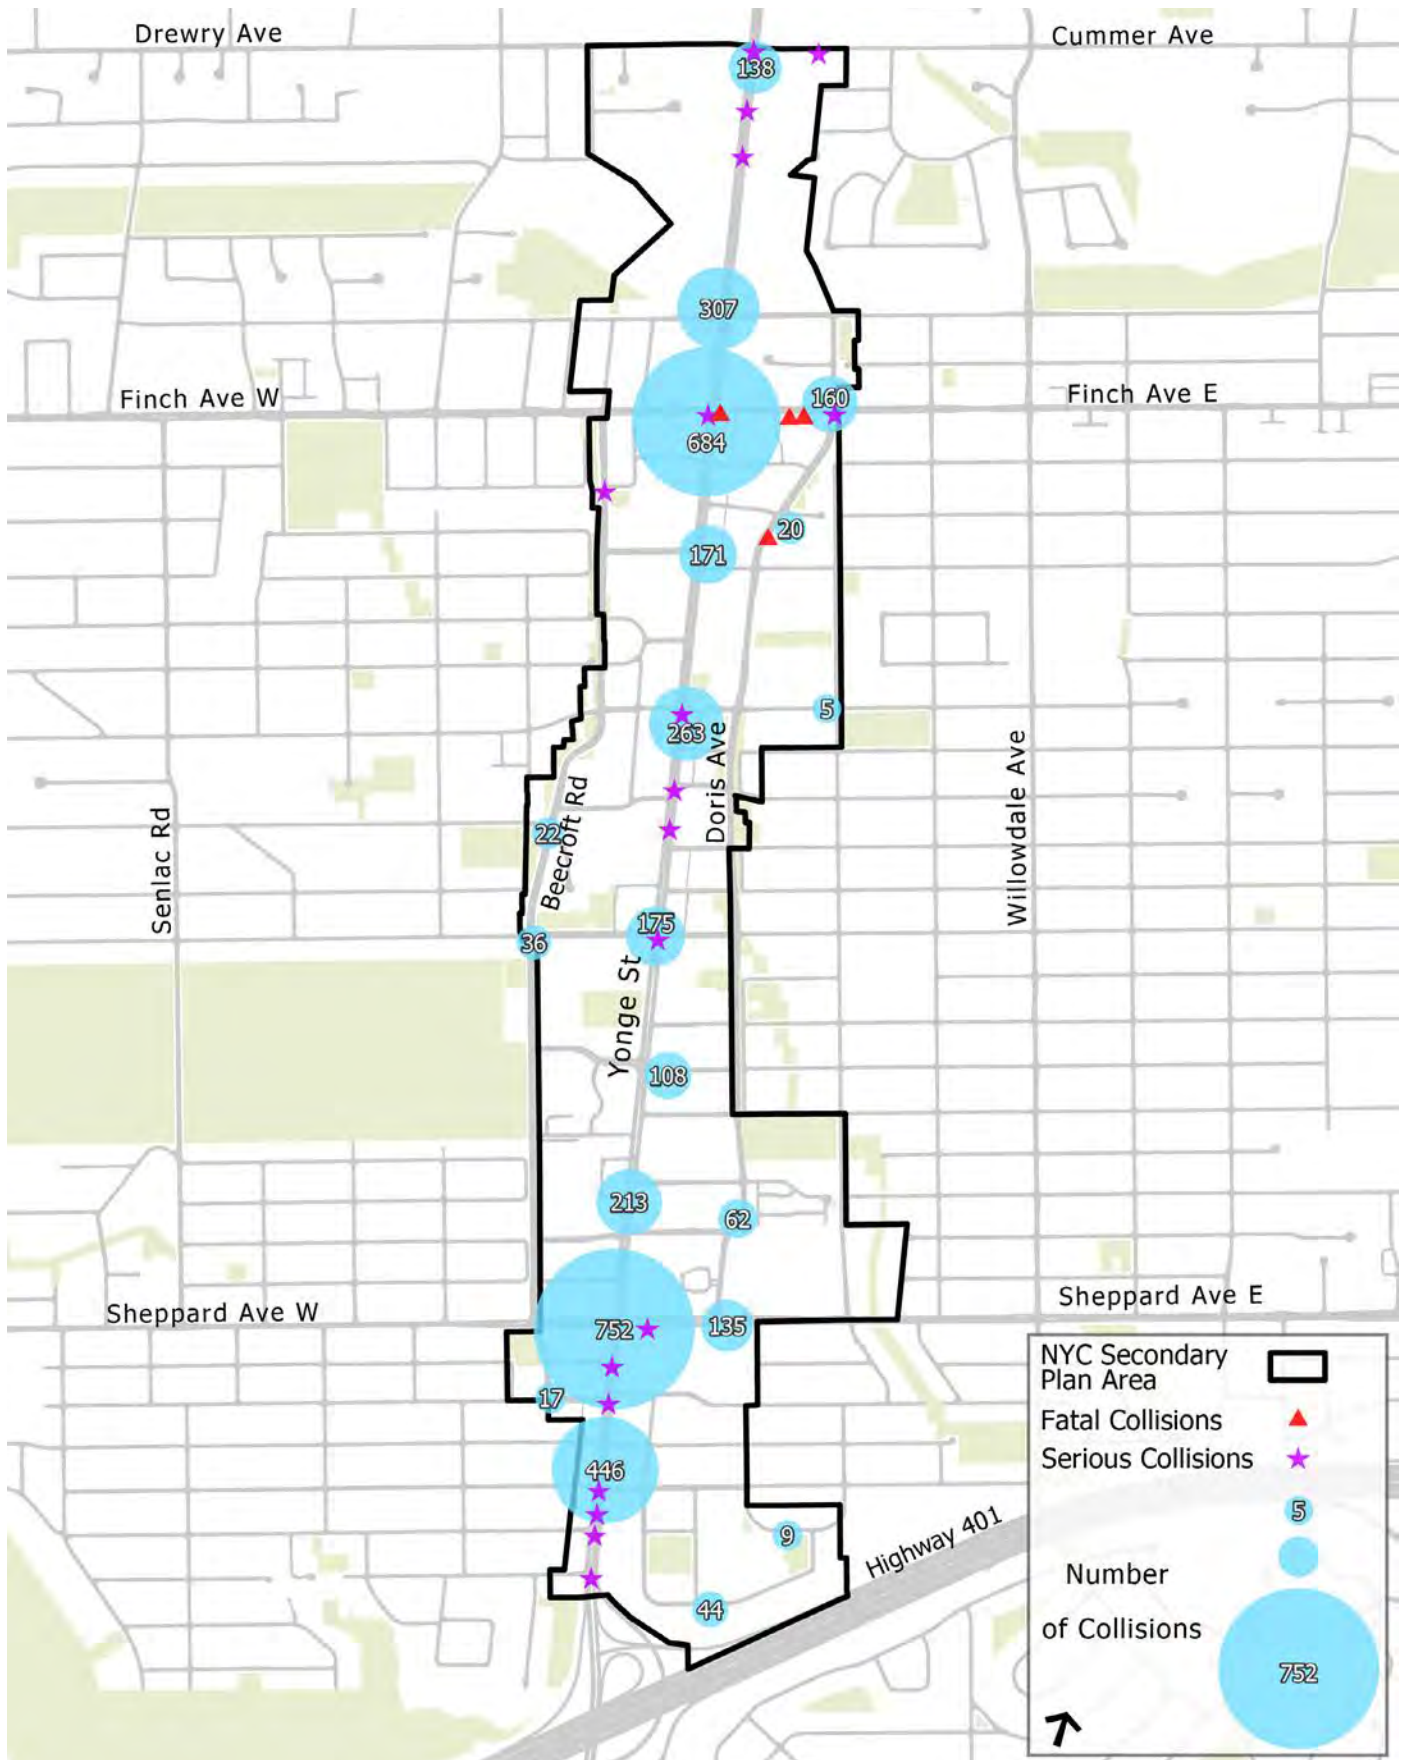 Drewry Ave
Cummer Ave
138
307
Finch Ave W
Finch Ave E
160
684
20
171
5
263
Doris Ave
Willowdale Ave
Beecroft Rd
22
Senlac Rd
175
36
Yonge St
108
213
62
Sheppard Ave W
Sheppard Ave E
752
135
17
446
9
44
Highway 401
NYC Secondary
Plan Area
Fatal Collisions
Serious Collisions
5
Number
of Collisions
752